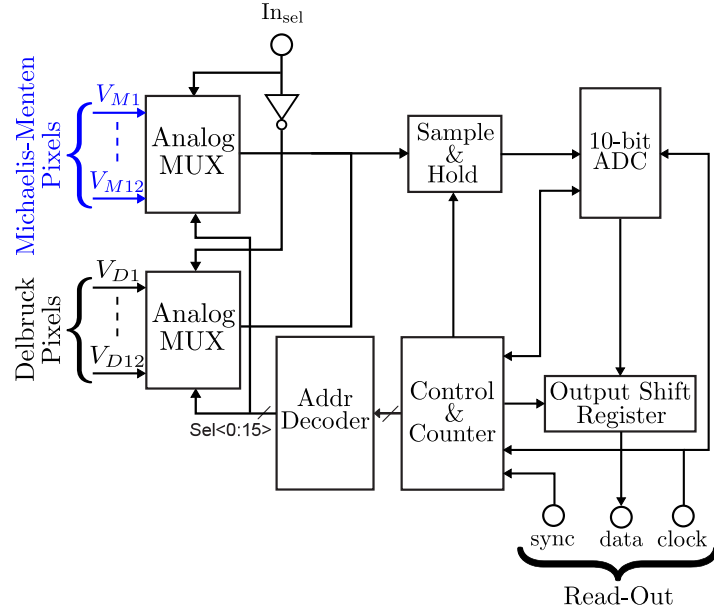 In_sel
Michaelis-Menten
Pixels
V_M1
V_M12
Analog
MUX
Sample
&
Hold
10-bit
ADC
Delbruck
Pixels
V_D1
V_D12
Analog
MUX
Addr
Decoder
Sel<0:15>
Control
&
Counter
Output Shift
Register
sync
data
clock
Read-Out